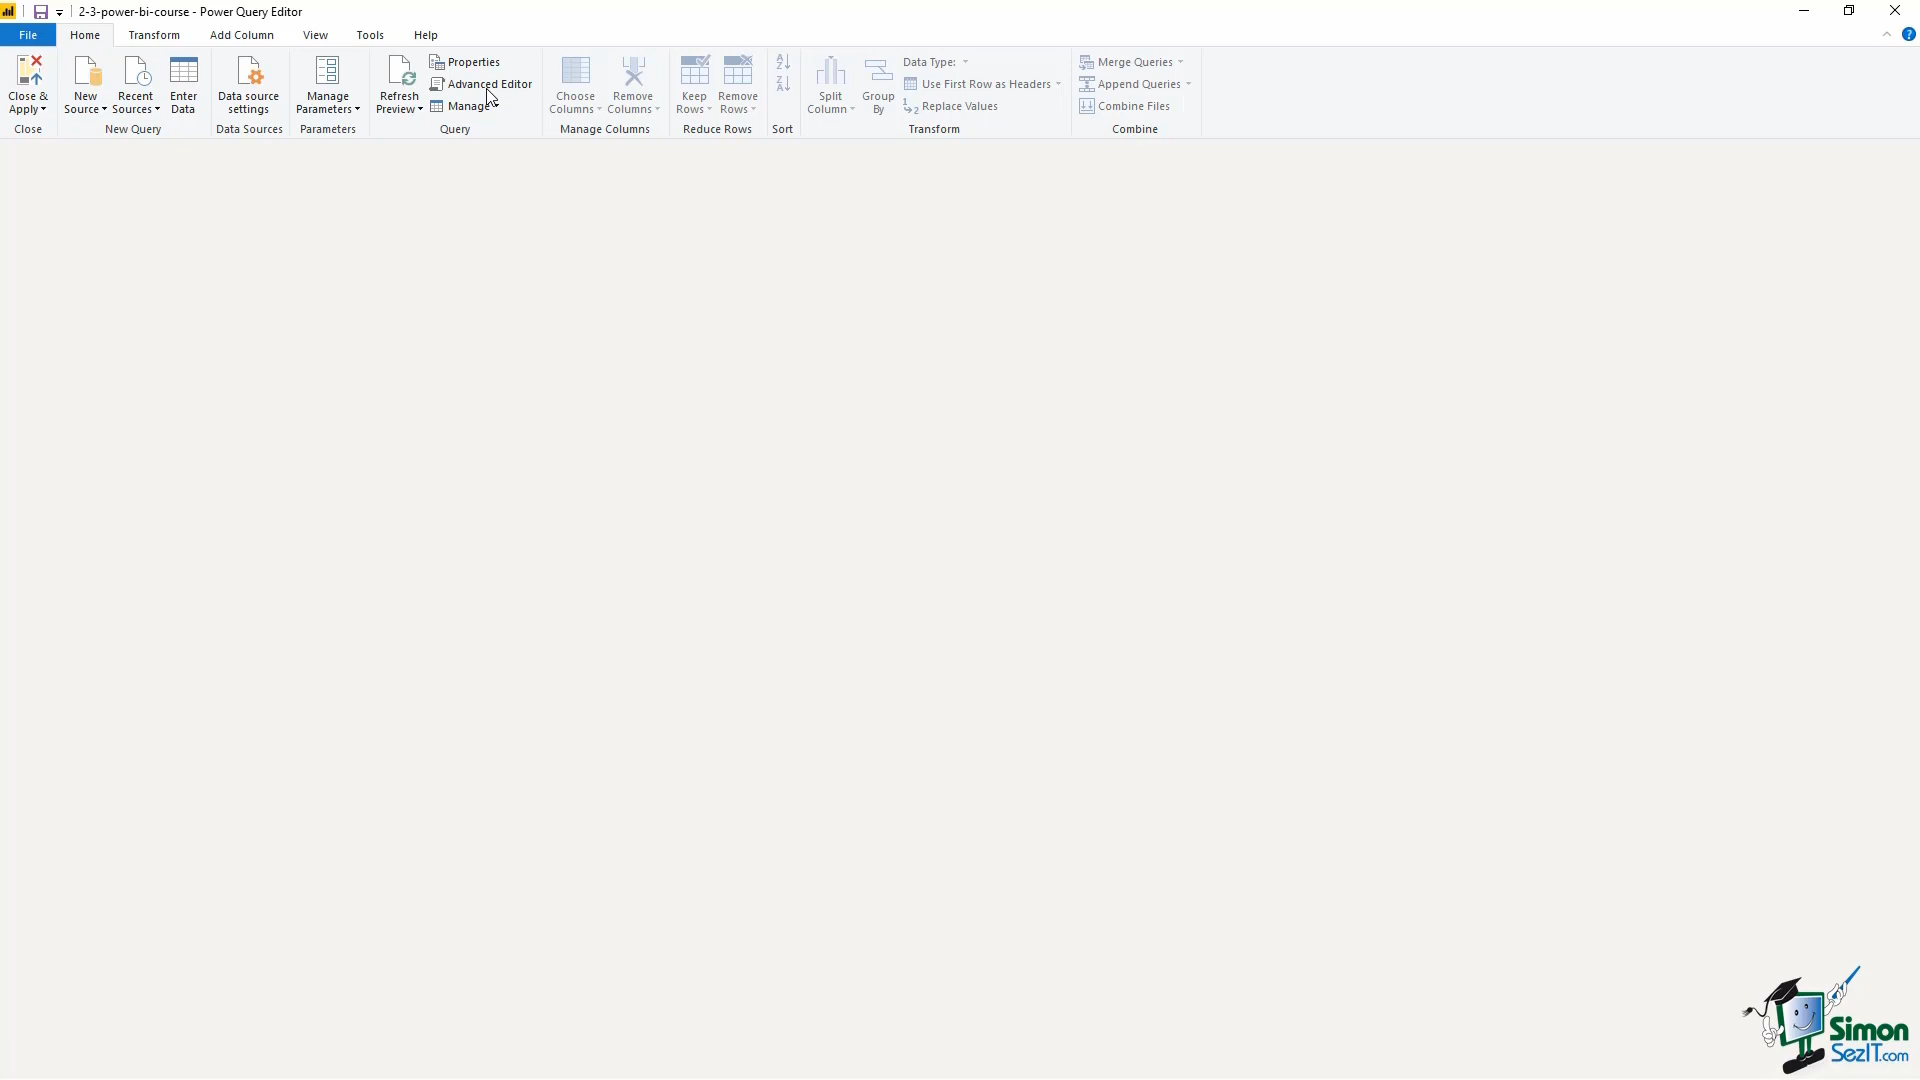 2-3-power-bi-course - Power Query Editor
File Home Transform Add Column View Tools Help
Close & Apply
New Source
Recent Sources
Enter Data
Data source settings
Manage Parameters
Refresh Preview
Properties
Advanced Editor
Manage
Choose Columns
Remove Columns
Keep Rows
Remove Rows
Split Column
Group By
Data Type:
Use First Row as Headers
Replace Values
Merge Queries
Append Queries
Combine Files
Close
New Query
Data Sources
Parameters
Query
Manage Columns
Reduce Rows
Sort
Transform
Combine
Simon
SezIT.com